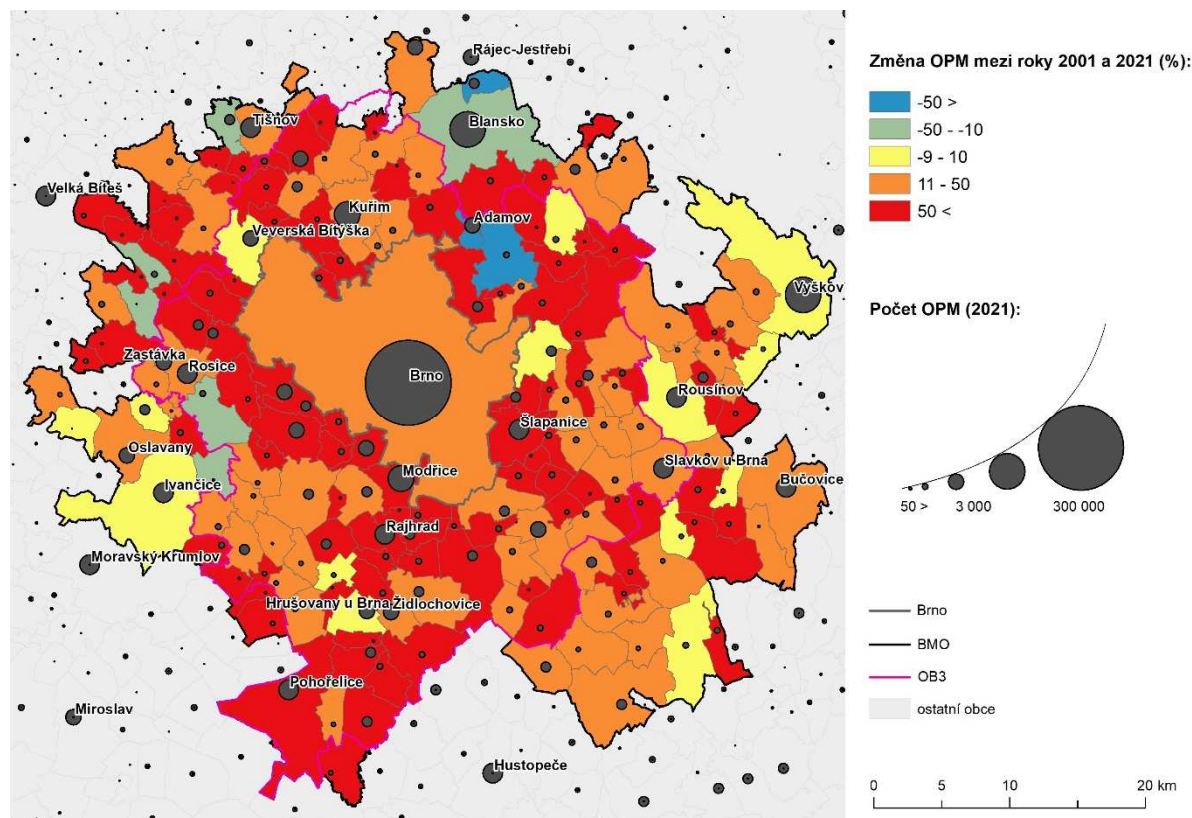 Rájec-Jestřebí
Blansko
Tišnov
Velká Bíteš
Kuřim
Adamov
Veverská Bítýška
Vyškov
Zastávka
Rosice
Brno
Rousínov
Oslavany
Šlapanice
Slavkov u Brna
Modřice
Bučovice
Ivančice
Rajhrad
Moravský Krumlov
Hrušovany u Brna
Židlochovice
Pohořelice
Miroslav
Hustopeče
Změna OPM mezi roky 2001 a 2021 (%):
-50 >
-50 - -10
-9 - 10
11 - 50
50 <
Počet OPM (2021):
50 > 3 000 300 000
Brno
BMO
OB3
ostatní obce
0 5 10 20 km